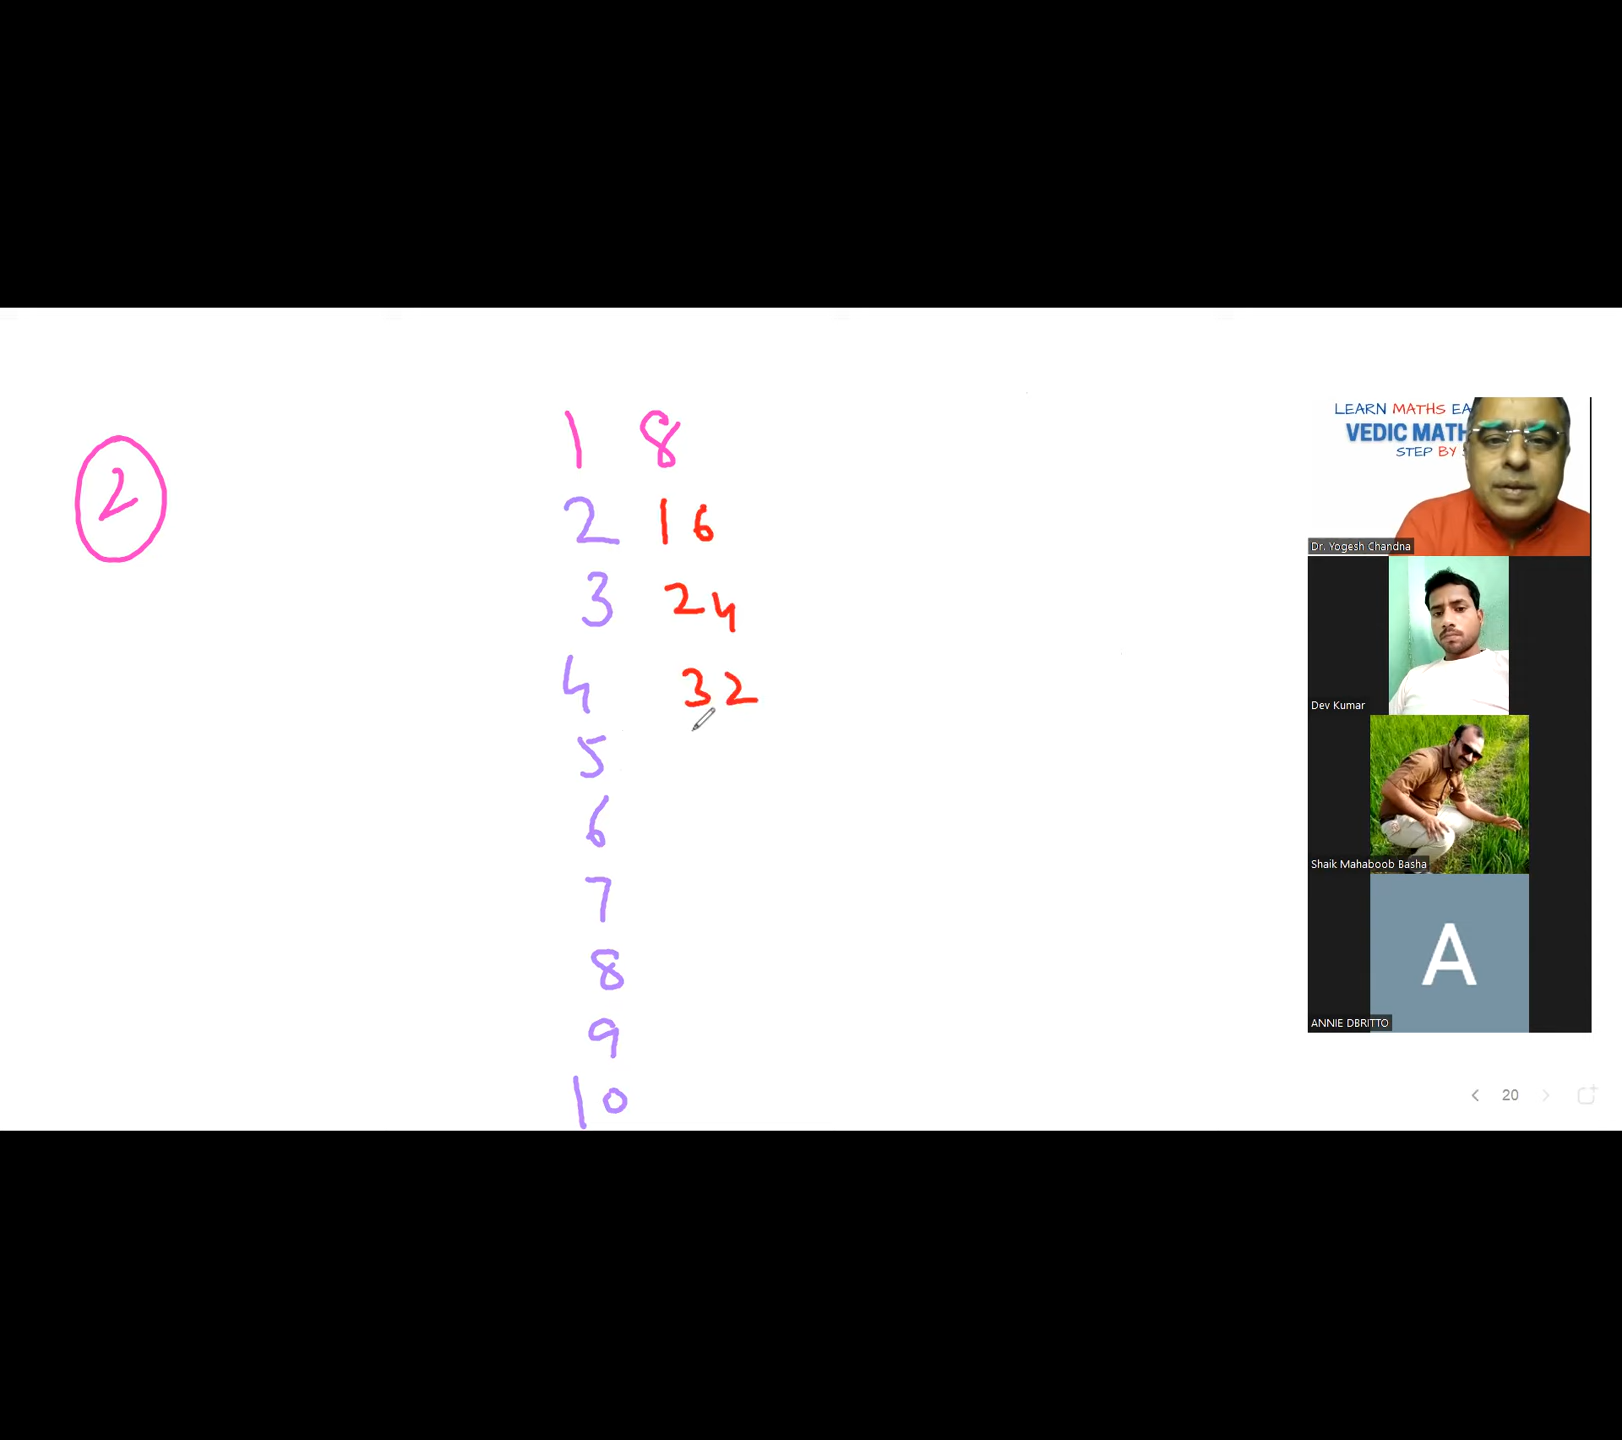 2
1 8
2 16
3 24
4 32
5
6
7
8
9
10
LEARN MATHS EA
VEDIC MATH
STEP BY
Dr. Yogesh Chandna
Dev Kumar
Shaik Mahaboob Basha
A
ANNIE DBRITTO
20